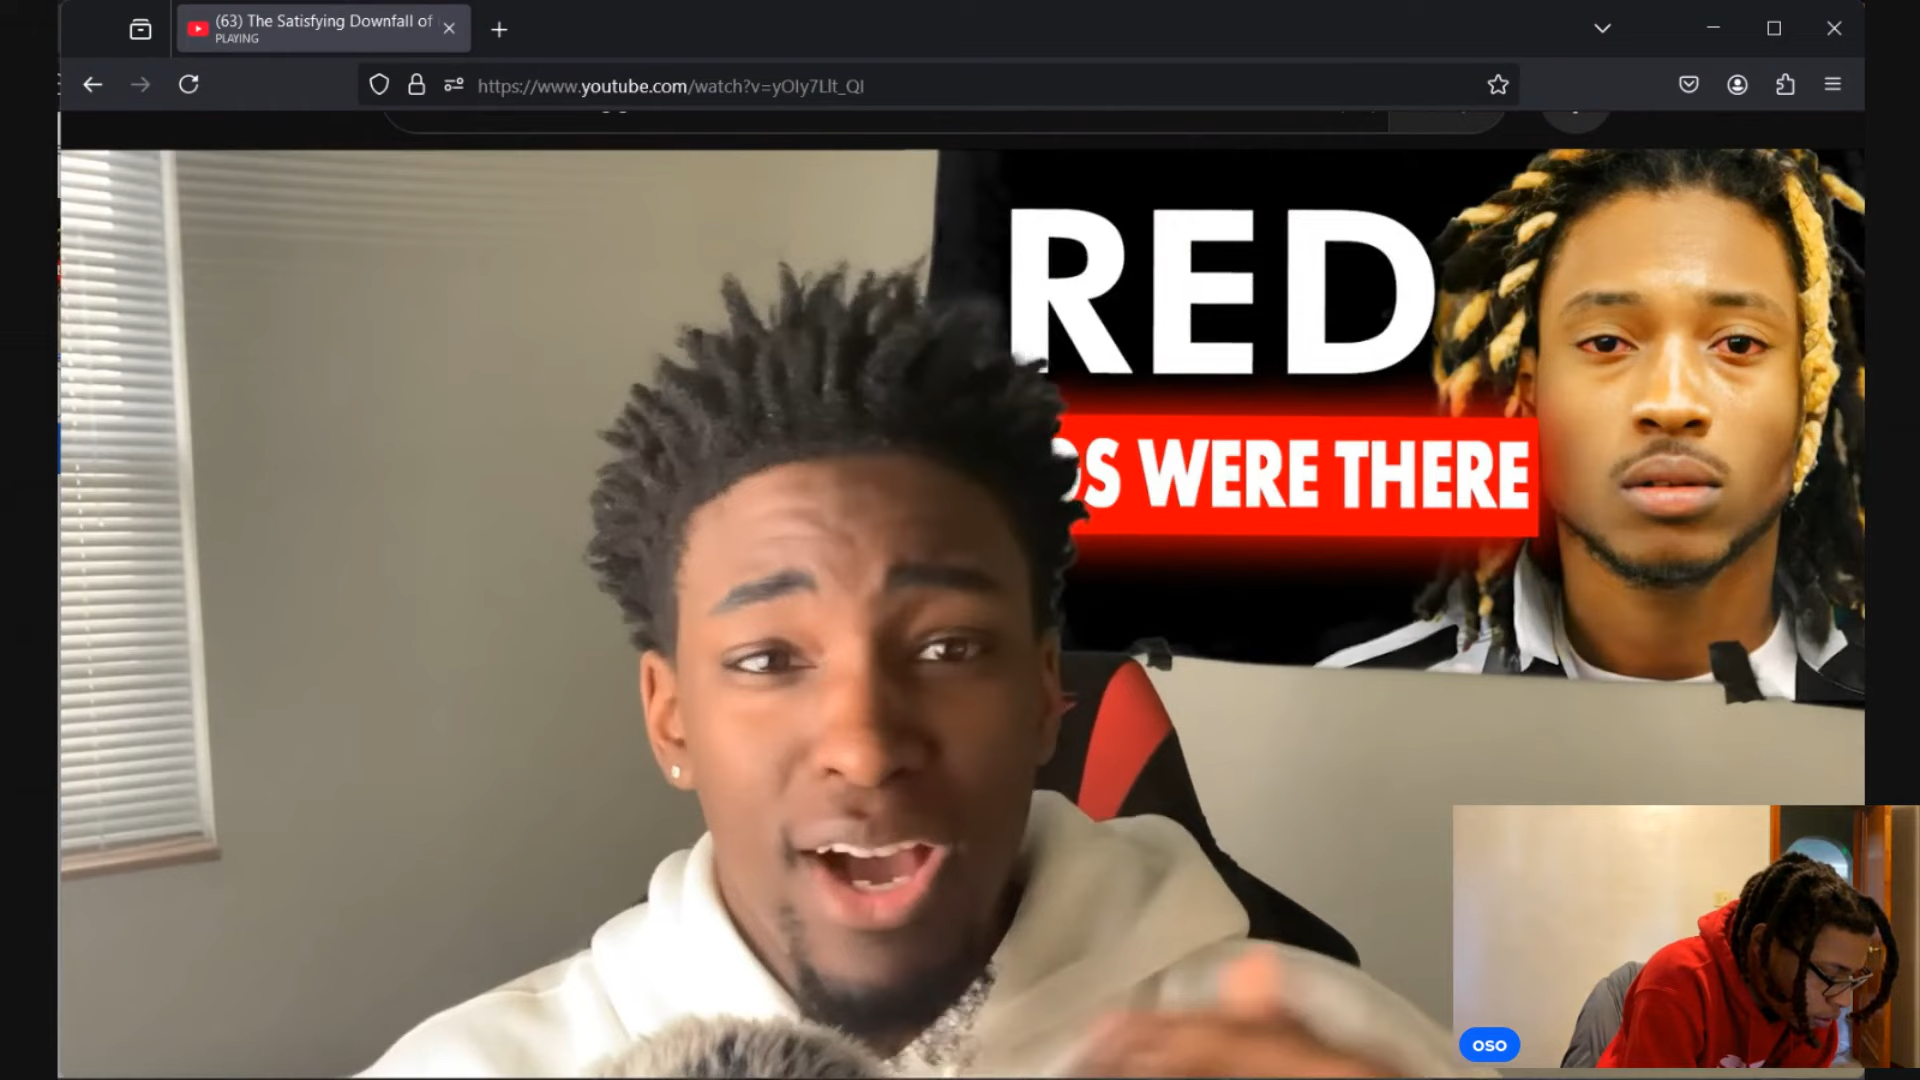 (63) The Satisfying Downfall of
PLAYING
https://www.youtube.com/watch?v=yOly7Llt_QI
RED
WERE THERE
oso